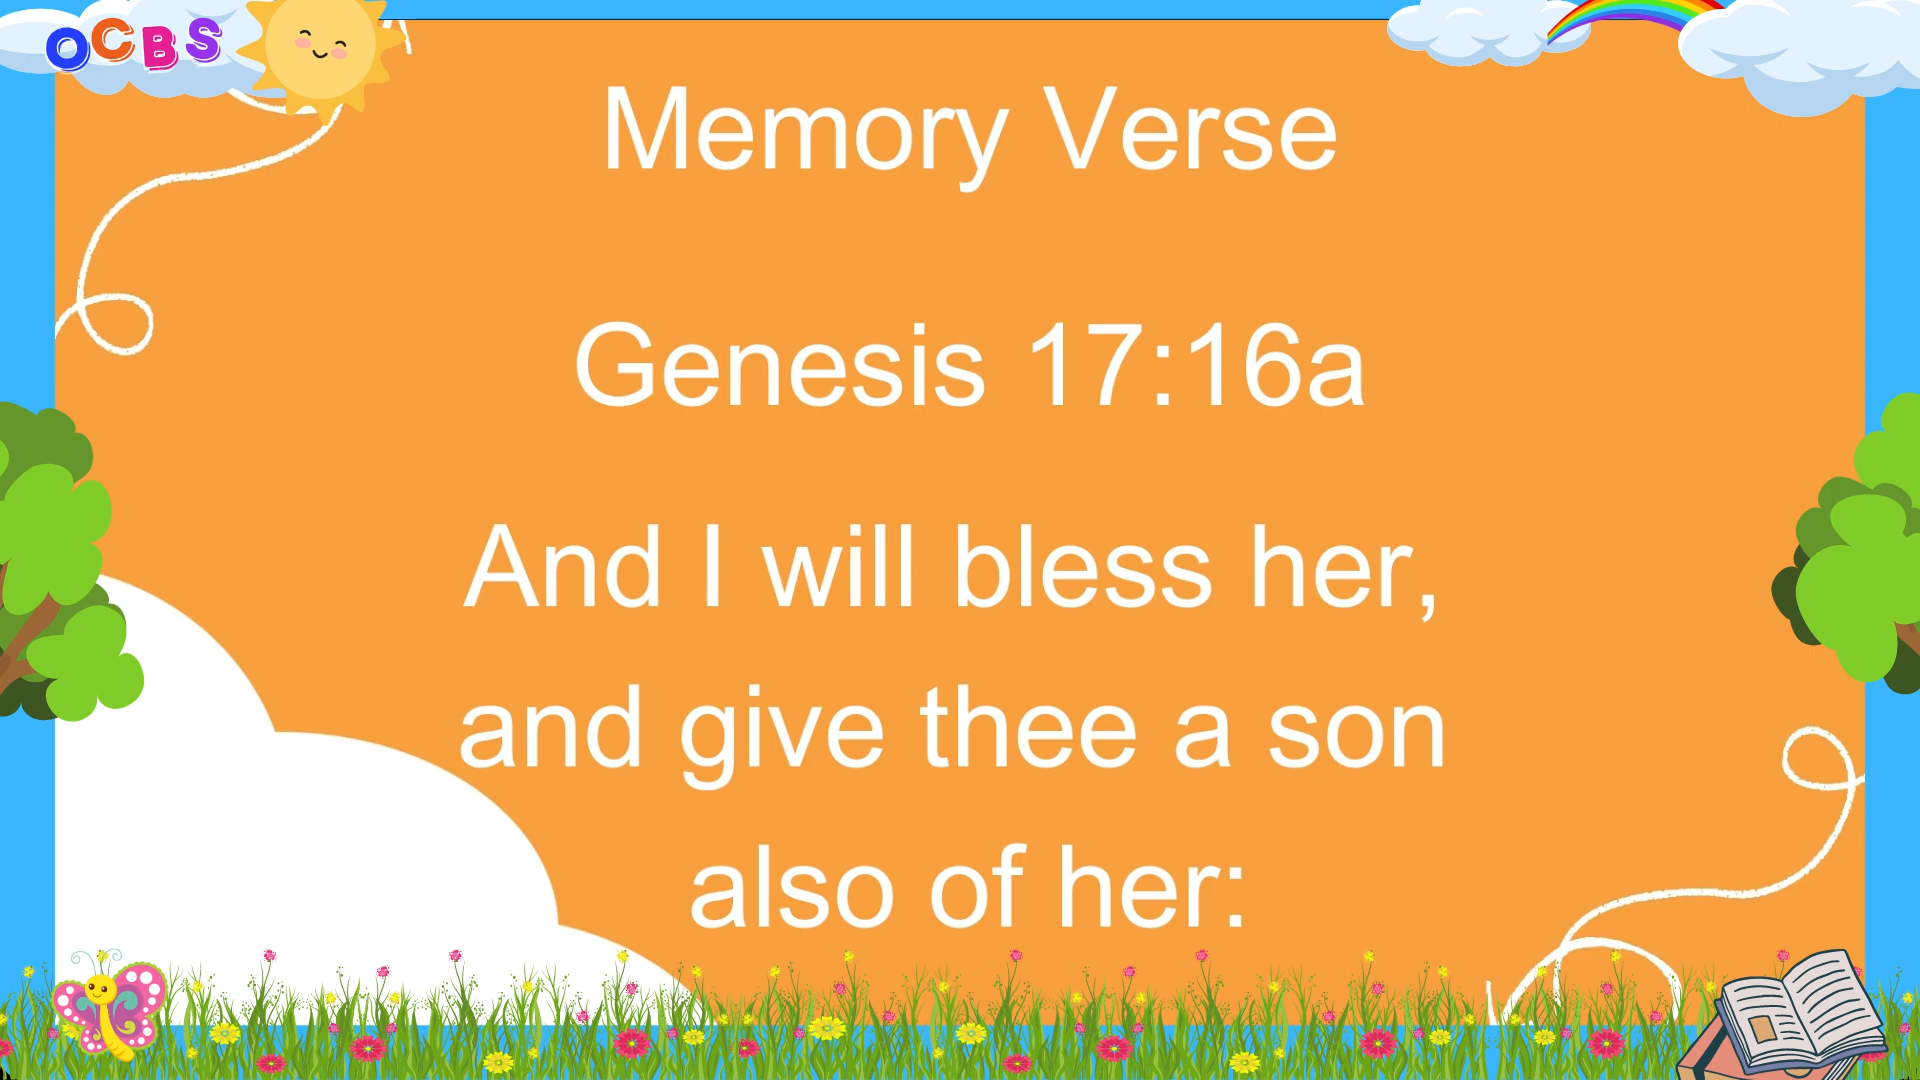 OCBS
Memory Verse
Genesis 17:16a
And I will bless her,
and give thee a son
also of her: